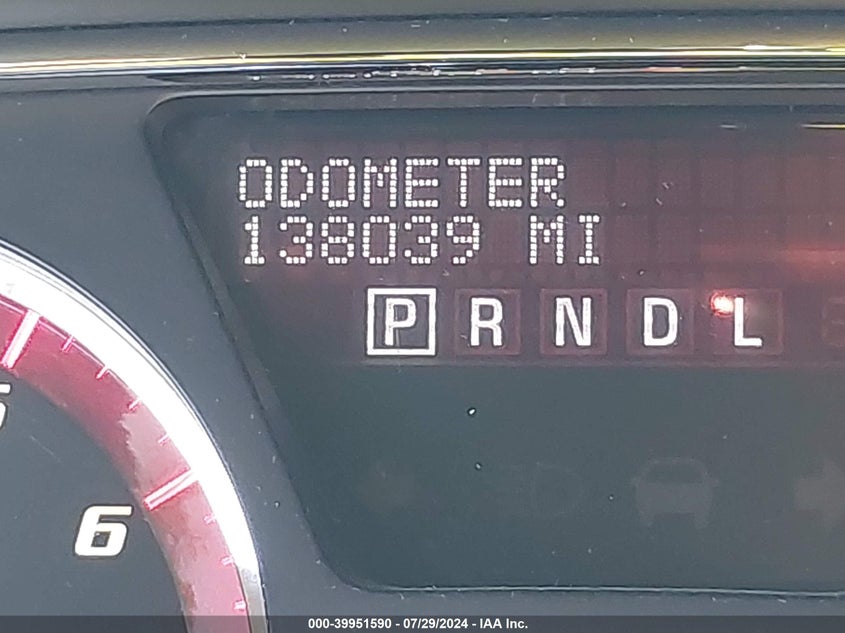 ODOMETER
138039 MI
P R N D L
6
000-39951590 - 07/29/2024 - IAA Inc.